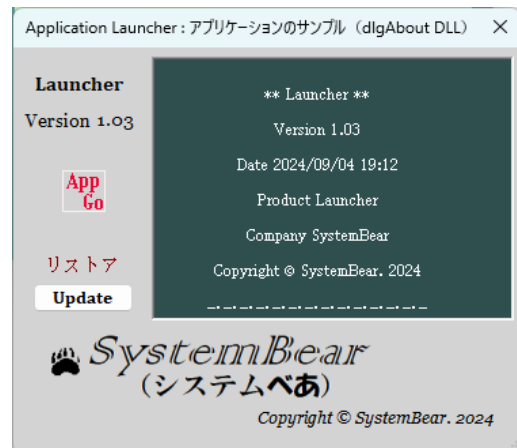 Application Launcher : アプリケーションのサンプル（dlgAbout DLL）
Launcher
Version 1.03
App
Go
リストア
Update
** Launcher **
Version 1.03
Date 2024/09/04 19:12
Product Launcher
Company SystemBear
Copyright © SystemBear. 2024
-.-.-.-.-.-.-.-.-.-.-.-.-.-.-.-
SystemBear
(システムべあ)
Copyright © SystemBear. 2024